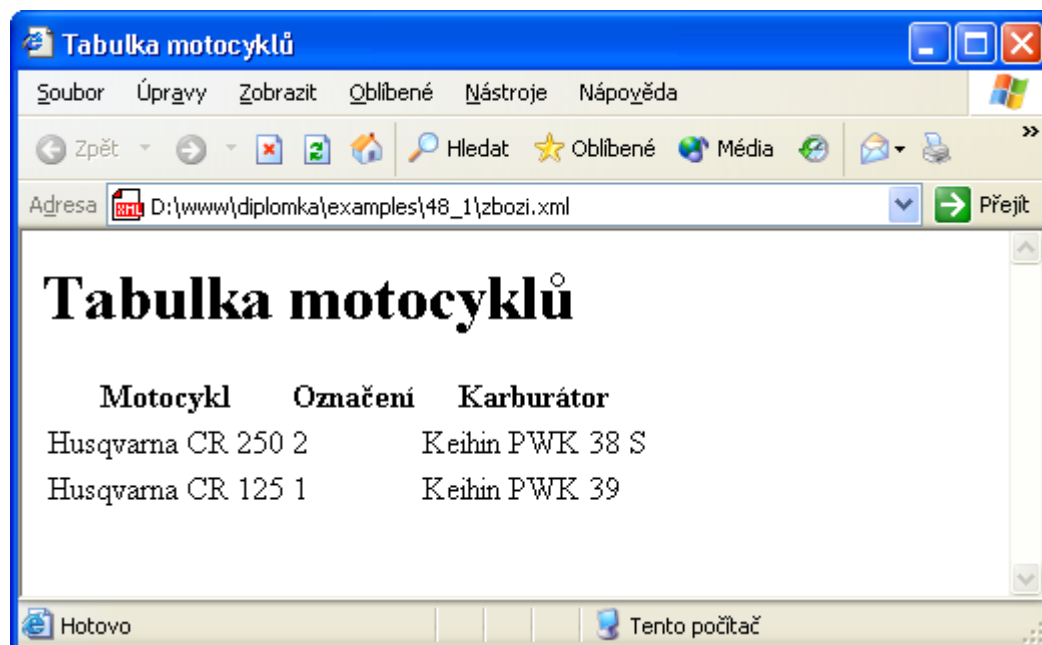 Tabulka motocyklů
Soubor Úpravy Zobrazit Oblíbené Nástroje Nápověda
Zpět Hledat Oblíbené Média »
Adresa XML D:\www\diplomka\examples\48_1\zbozi.xml Přejít
Tabulka motocyklů
Motocykl Označení Karburátor
Husqvarna CR 250 2 Keihin PWK 38 S
Husqvarna CR 125 1 Keihin PWK 39
Hotovo Tento počítač